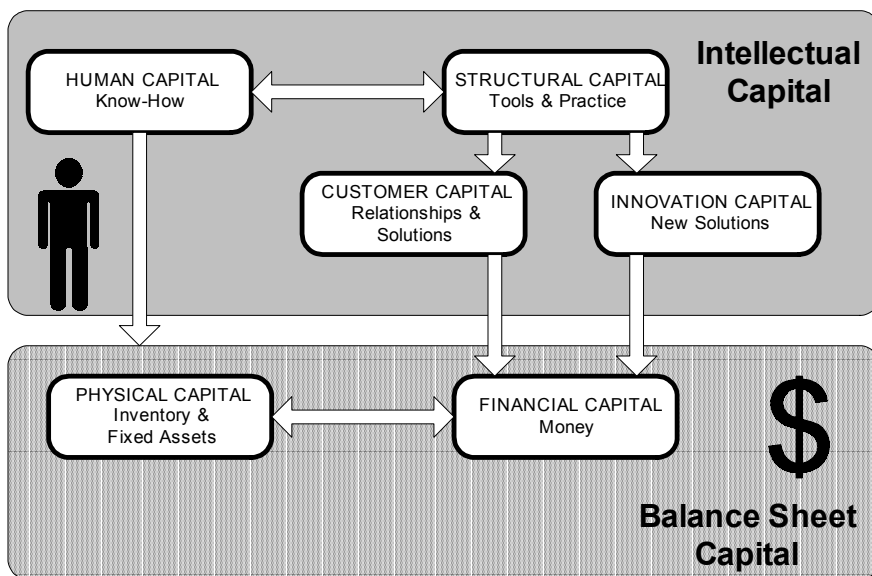 HUMAN CAPITAL
Know-How
STRUCTURAL CAPITAL
Tools & Practice
Intellectual
Capital
CUSTOMER CAPITAL
Relationships &
Solutions
INNOVATION CAPITAL
New Solutions
PHYSICAL CAPITAL
Inventory &
Fixed Assets
FINANCIAL CAPITAL
Money
$
Balance Sheet
Capital